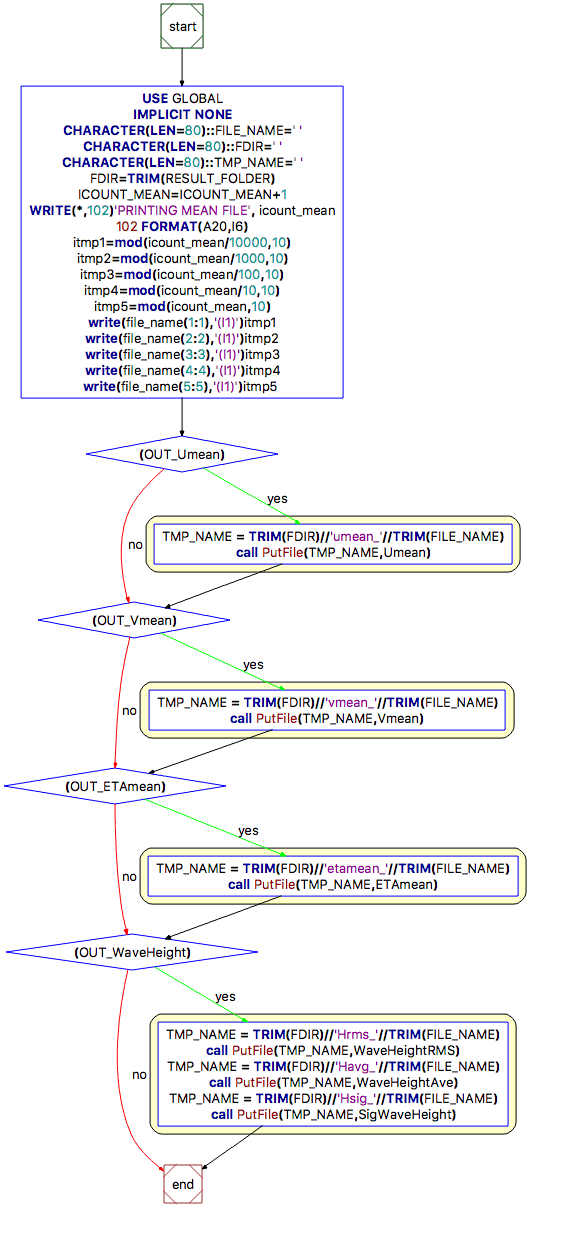 start
USE GLOBAL
IMPLICIT NONE
CHARACTER(LEN=80)::FILE_NAME=' '
CHARACTER(LEN=80)::FDIR=' '
CHARACTER(LEN=80)::TMP_NAME=' '
FDIR=TRIM(RESULT_FOLDER)
ICOUNT_MEAN=ICOUNT_MEAN+1
WRITE(*,102)'PRINTING MEAN FILE', icount_mean
102 FORMAT(A20,I6)
itmp1=mod(icount_mean/10000,10)
itmp2=mod(icount_mean/1000,10)
itmp3=mod(icount_mean/100,10)
itmp4=mod(icount_mean/10,10)
itmp5=mod(icount_mean,10)
write(file_name(1:1),'(I1)')itmp1
write(file_name(2:2),'(I1)')itmp2
write(file_name(3:3),'(I1)')itmp3
write(file_name(4:4),'(I1)')itmp4
write(file_name(5:5),'(I1)')itmp5
(OUT_Umean)
yes
no
TMP_NAME = TRIM(FDIR)//'umean_'//TRIM(FILE_NAME)
call PutFile(TMP_NAME,Umean)
(OUT_Vmean)
yes
no
TMP_NAME = TRIM(FDIR)//'vmean_'//TRIM(FILE_NAME)
call PutFile(TMP_NAME,Vmean)
(OUT_ETAmean)
yes
no
TMP_NAME = TRIM(FDIR)//'etamean_'//TRIM(FILE_NAME)
call PutFile(TMP_NAME,ETAmean)
(OUT_WaveHeight)
yes
no
TMP_NAME = TRIM(FDIR)//'Hrms_'//TRIM(FILE_NAME)
call PutFile(TMP_NAME,WaveHeightRMS)
TMP_NAME = TRIM(FDIR)//'Havg_'//TRIM(FILE_NAME)
call PutFile(TMP_NAME,WaveHeightAve)
TMP_NAME = TRIM(FDIR)//'Hsig_'//TRIM(FILE_NAME)
call PutFile(TMP_NAME,SigWaveHeight)
end